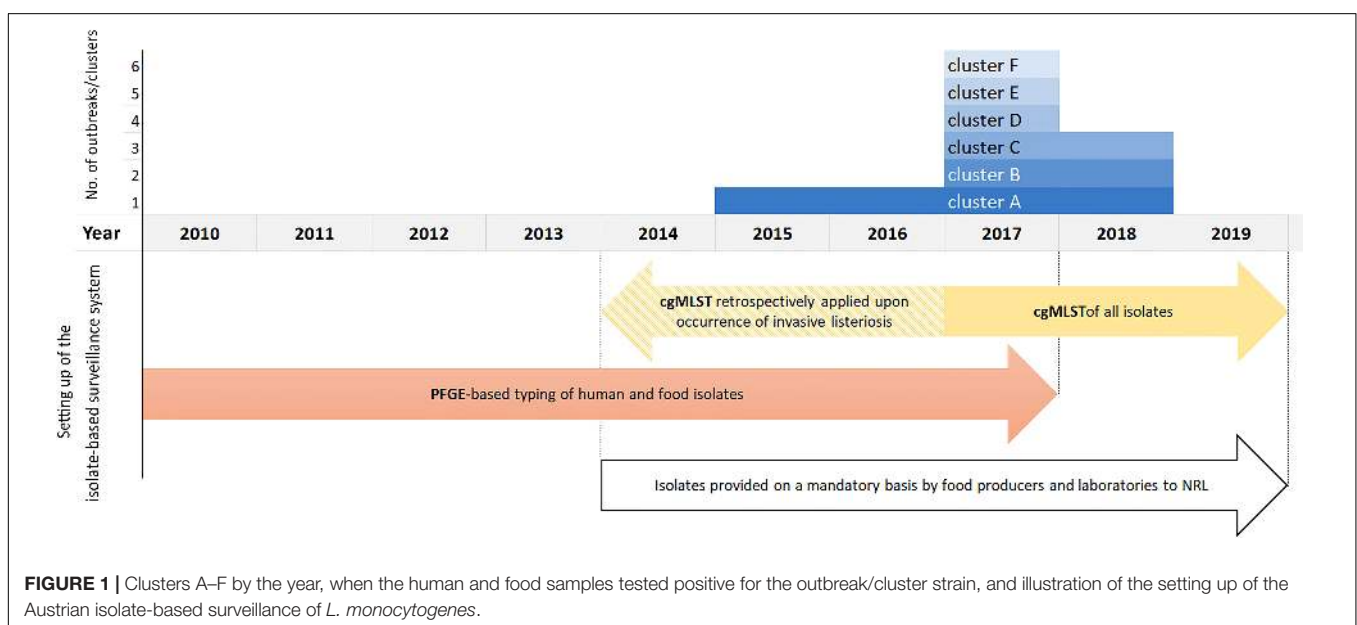 No. of outbreaks/clusters
6
5
4
3
2
1
cluster F
cluster E
cluster D
cluster C
cluster B
cluster A
Year 2010 2011 2012 2013 2014 2015 2016 2017 2018 2019
Setting up of the
isolate-based surveillance system
cgMLST retrospectively applied upon
occurrence of invasive listeriosis
cgMLSTof all isolates
PFGE-based typing of human and food isolates
Isolates provided on a mandatory basis by food producers and laboratories to NRL
FIGURE 1 | Clusters A–F by the year, when the human and food samples tested positive for the outbreak/cluster strain, and illustration of the setting up of the
Austrian isolate-based surveillance of L. monocytogenes.